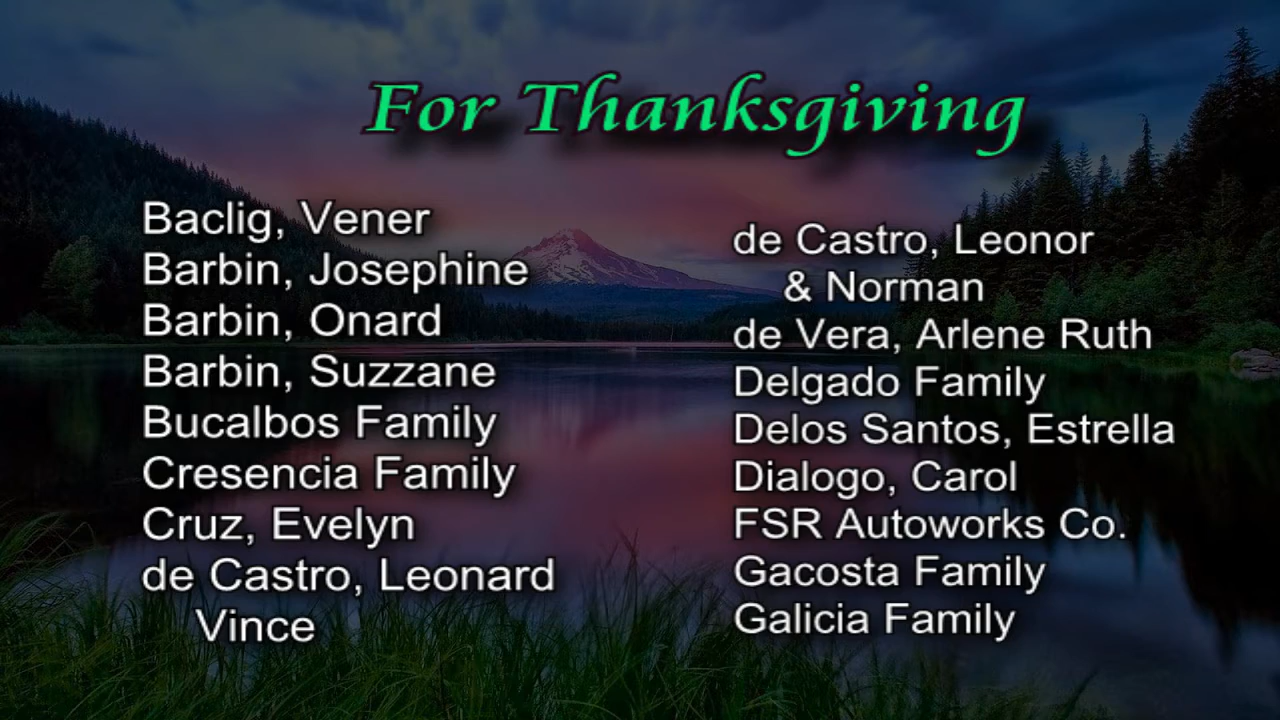 For Thanksgiving
Baclig, Vener
Barbin, Josephine
Barbin, Onard
Barbin, Suzzane
Bucalbos Family
Cresencia Family
Cruz, Evelyn
de Castro, Leonard
Vince
de Castro, Leonor
& Norman
de Vera, Arlene Ruth
Delgado Family
Delos Santos, Estrella
Dialogo, Carol
FSR Autoworks Co.
Gacosta Family
Galicia Family